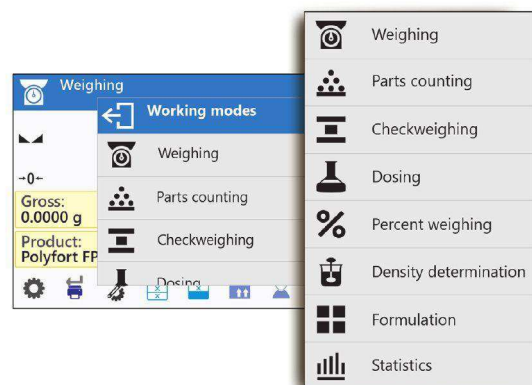 Weighing
Working modes
→0←
Gross:
0.0000 g
Product:
Polyfort FP
Weighing
Parts counting
Checkweighing
Dosing
Weighing
Parts counting
Checkweighing
Dosing
Percent weighing
Density determination
Formulation
Statistics